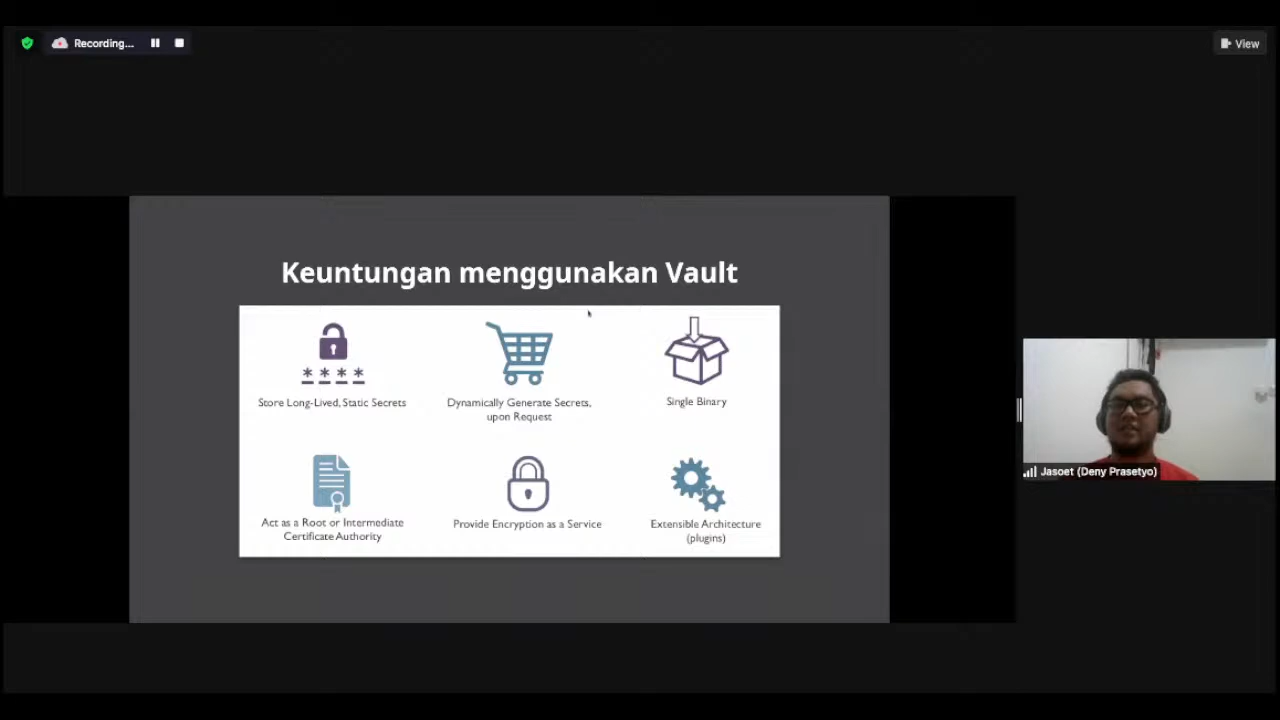 Recording...
View
Keuntungan menggunakan Vault
* * * *
Store Long-Lived, Static Secrets
Dynamically Generate Secrets,
upon Request
Single Binary
Act as a Root or Intermediate
Certificate Authority
Provide Encryption as a Service
Extensible Architecture
(plugins)
Jasoet (Deny Prasetyo)